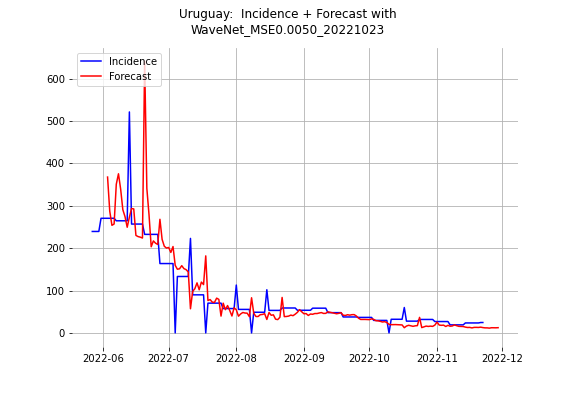 Uruguay:  Incidence + Forecast with
WaveNet_MSE0.0050_20221023
Incidence
Forecast
600
500
400
300
200
100
0
2022-06 2022-07 2022-08 2022-09 2022-10 2022-11 2022-12